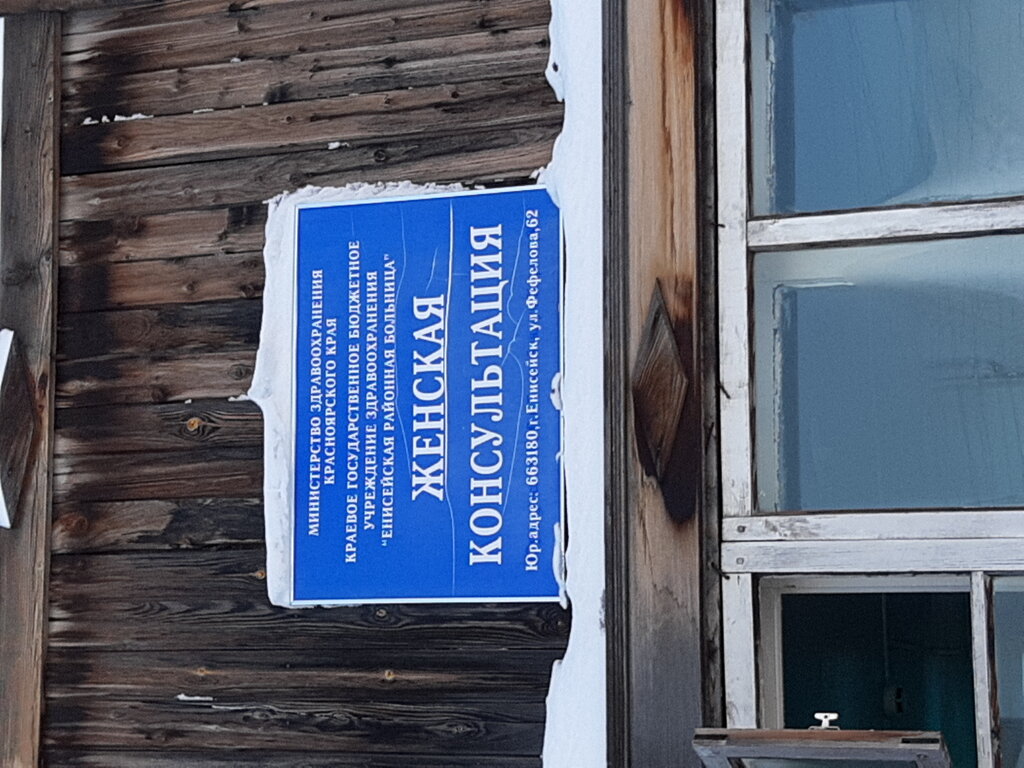 МИНИСТЕРСТВО ЗДРАВООХРАНЕНИЯ
КРАСНОЯРСКОГО КРАЯ
КРАЕВОЕ ГОСУДАРСТВЕННОЕ БЮДЖЕТНОЕ
УЧРЕЖДЕНИЕ ЗДРАВООХРАНЕНИЯ
"ЕНИСЕЙСКАЯ РАЙОННАЯ БОЛЬНИЦА"
ЖЕНСКАЯ
КОНСУЛЬТАЦИЯ
Юр.адрес: 663180,г.Енисейск, ул.Фефелова,62